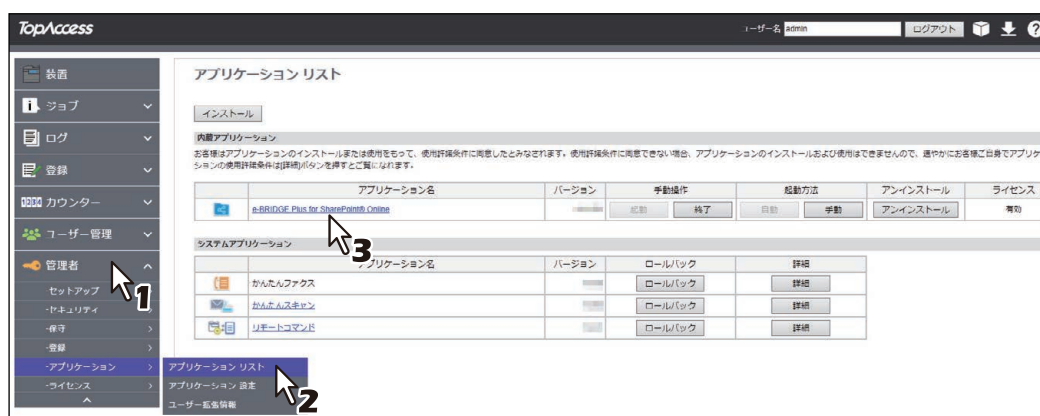 TopAccess
ユーザー名 admin ログアウト
装置
ジョブ
ログ
登録
カウンター
ユーザー管理
管理者
1
セットアップ
-セキュリティ
-保守
-登録
-アプリケーション
-ライセンス
アプリケーション リスト
アプリケーション 設定
ユーザー拡張情報
2
アプリケーション リスト
インストール
内蔵アプリケーション
お客様はアプリケーションのインストールまたは使用をもって、使用許諾条件に同意したとみなされます。使用許諾条件に同意できない場合、アプリケーションのインストールおよび使用はできませんので、速やかにお客様ご自身でアプリケ
ションの使用許諾条件は[詳細]ボタンを押すとご覧になれます。
アプリケーション名 バージョン 手動操作 起動方法 アンインストール ライセンス
e-BRIDGE Plus for SharePoint® Online 起動 終了 自動 手動 アンインストール 有効
3
システムアプリケーション
アプリケーション名 バージョン ロールバック 詳細
かんたんファクス ロールバック 詳細
かんたんスキャン ロールバック 詳細
リモートコマンド ロールバック 詳細